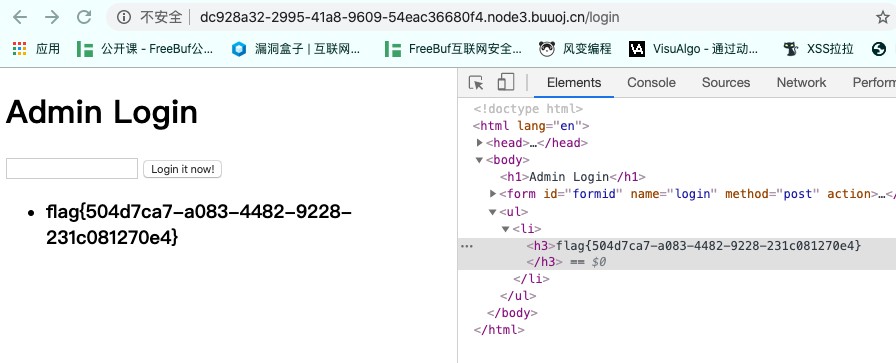 不安全 dc928a32-2995-41a8-9609-54eac36680f4.node3.buuoj.cn/login
应用 公开课 - FreeBuf公... 漏洞盒子 | 互联网... FreeBuf互联网安全... 风变编程 VisuAlgo - 通过动... XSS拉拉
Elements Console Sources Network Perform
Admin Login
Login it now!
flag{504d7ca7-a083-4482-9228-
231c081270e4}
<!doctype html>
<html lang="en">
<head>…</head>
<body>
<h1>Admin Login</h1>
<form id="formid" name="login" method="post" action>…</
<ul>
<li>
<h3>flag{504d7ca7-a083-4482-9228-231c081270e4}
</h3> == $0
</li>
</ul>
</body>
</html>